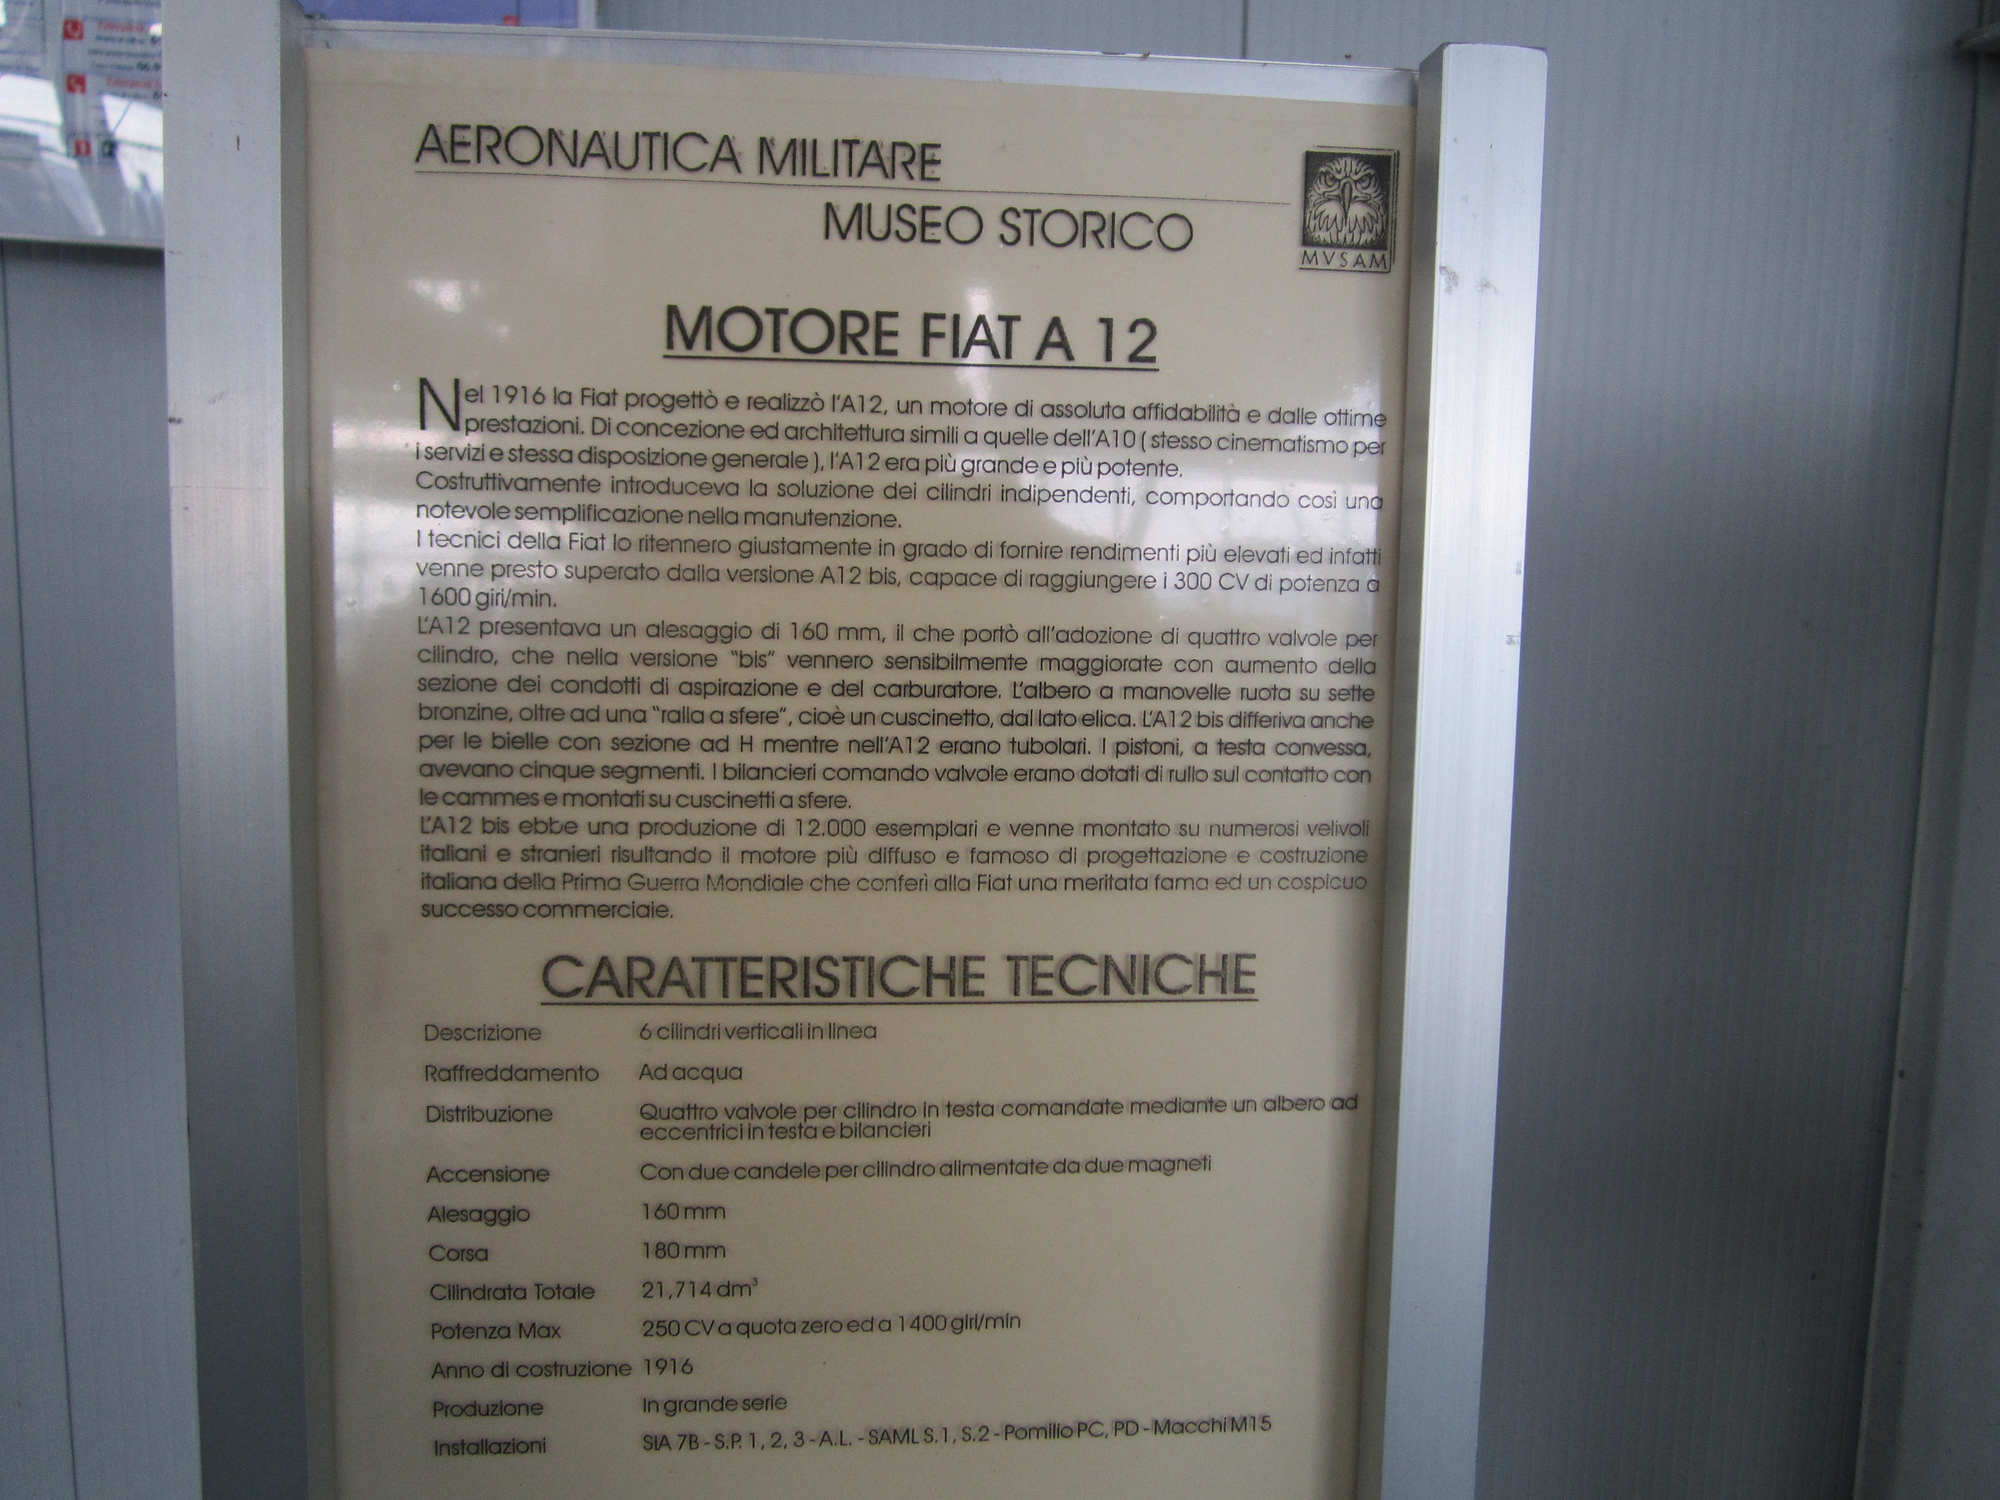 AERONAUTICA MILITARE
MUSEO STORICO
MVSAM
MOTORE FIAT A 12
Nel 1916 la Fiat progettò e realizzò l'A12, un motore di assoluta affidabilità e dalle ottime
prestazioni. Di concezione ed architettura simili a quelle dell'A10 ( stesso cinematismo per
i servizi e stessa disposizione generale ), l'A12 era più grande e più potente.
Costruttivamente introduceva la soluzione dei cilindri indipendenti, comportando così una
notevole semplificazione nella manutenzione.
I tecnici della Fiat lo ritennero giustamente in grado di fornire rendimenti più elevati ed infatti
venne presto superato dalla versione A12 bis, capace di raggiungere i 300 CV di potenza a
1600 giri/min.
L'A12 presentava un alesaggio di 160 mm, il che portò all'adozione di quattro valvole per
cilindro, che nella versione "bis" vennero sensibilmente maggiorate con aumento della
sezione dei condotti di aspirazione e del carburatore. L'albero a manovelle ruota su sette
bronzine, oltre ad una "ralla a sfere", cioè un cuscinetto, dal lato elica. L'A12 bis differiva anche
per le bielle con sezione ad H mentre nell'A12 erano tubolari. I pistoni, a testa convessa,
avevano cinque segmenti. I bilancieri comando valvole erano dotati di rullo sul contatto con
le cammes e montati su cuscinetti a sfere.
L'A12 bis ebbe una produzione di 12.000 esemplari e venne montato su numerosi velivoli
italiani e stranieri risultando il motore più diffuso e famoso di progettazione e costruzione
italiana della Prima Guerra Mondiale che conferì alla Fiat una meritata fama ed un cospicuo
successo commerciale.
CARATTERISTICHE TECNICHE
Descrizione 6 cilindri verticali in linea
Raffreddamento Ad acqua
Distribuzione Quattro valvole per cilindro in testa comandate mediante un albero ad
eccentrici in testa e bilancieri
Accensione Con due candele per cilindro alimentate da due magneti
Alesaggio 160 mm
Corsa 180 mm
Cilindrata Totale 21,714 dm³
Potenza Max 250 CV a quota zero ed a 1400 giri/min
Anno di costruzione 1916
Produzione In grande serie
Installazioni SIA 7B - S.P. 1, 2, 3 - A.L. - SAML S.1, S.2 - Pomilio PC, PD - Macchi M15